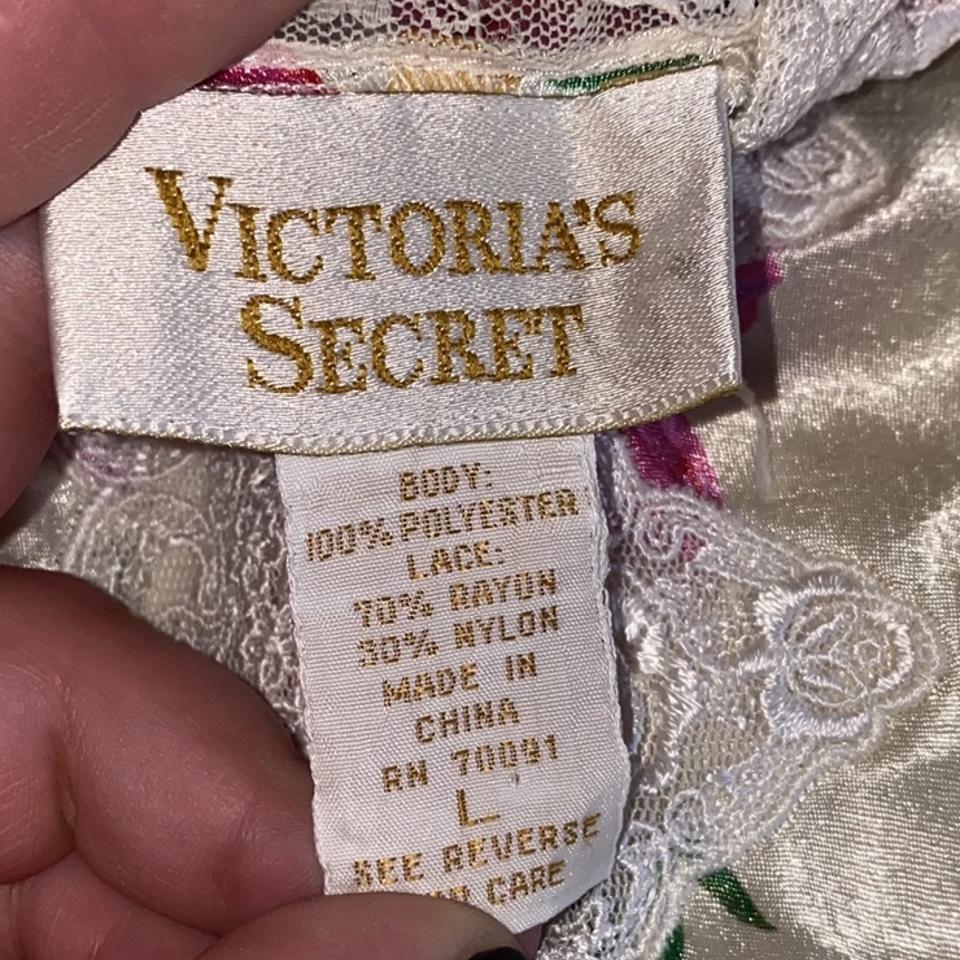 VICTORIA'S
SECRET
BODY:
100% POLYESTER
LACE:
70% RAYON
30% NYLON
MADE IN
CHINA
RN 70091
L
SEE REVERSE
CARE